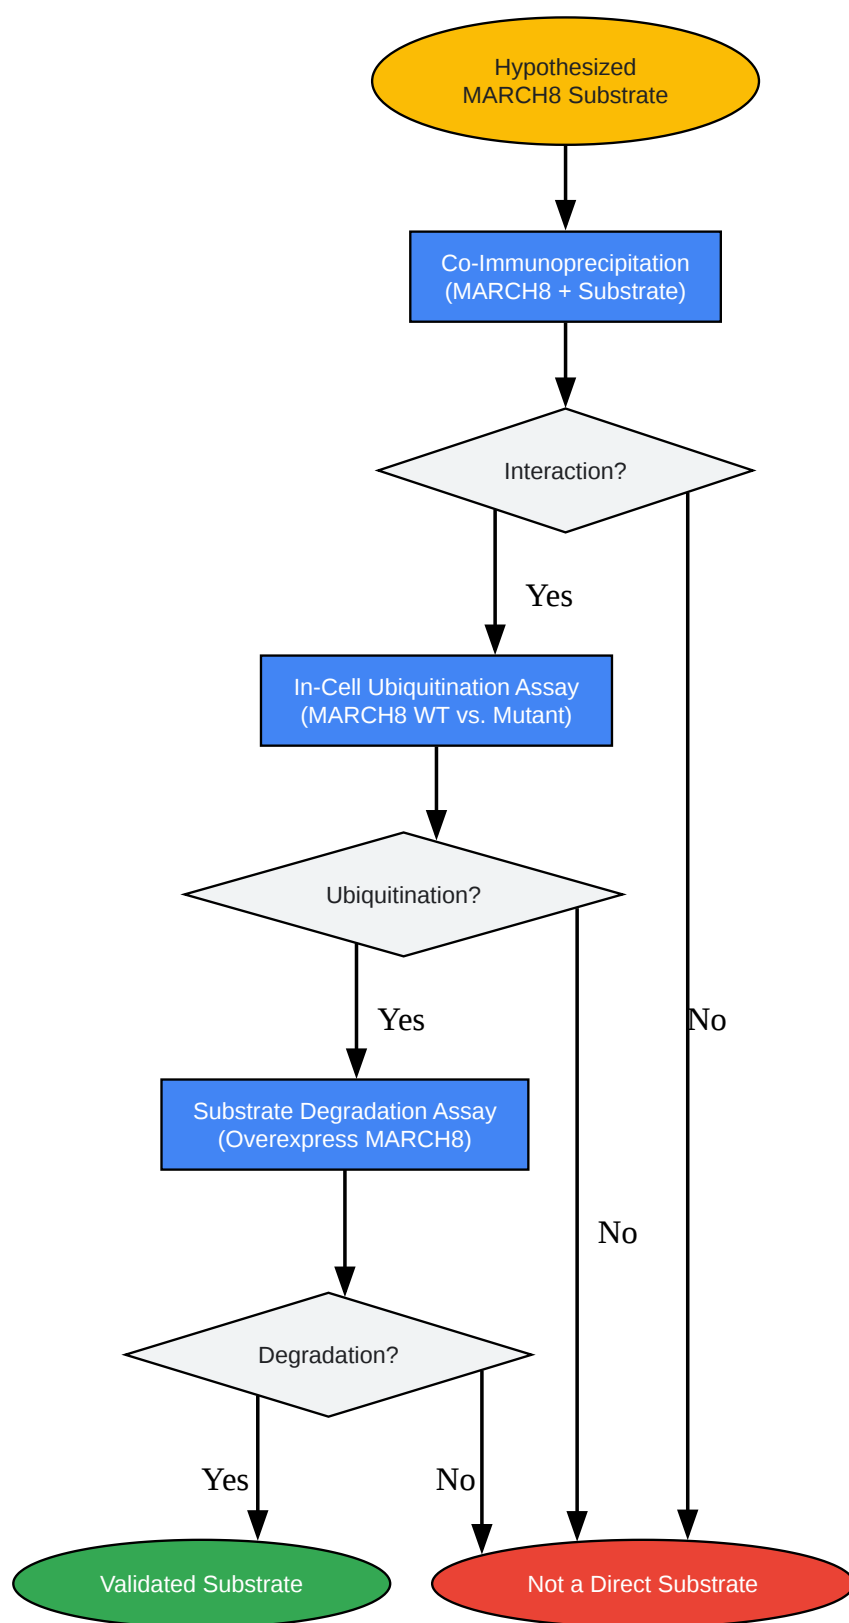 Hypothesized
MARCH8 Substrate
Co-Immunoprecipitation
(MARCH8 + Substrate)
Interaction?
Yes
In-Cell Ubiquitination Assay
(MARCH8 WT vs. Mutant)
Ubiquitination?
Yes
No
Substrate Degradation Assay
(Overexpress MARCH8)
No
Degradation?
Yes
No
Validated Substrate
Not a Direct Substrate